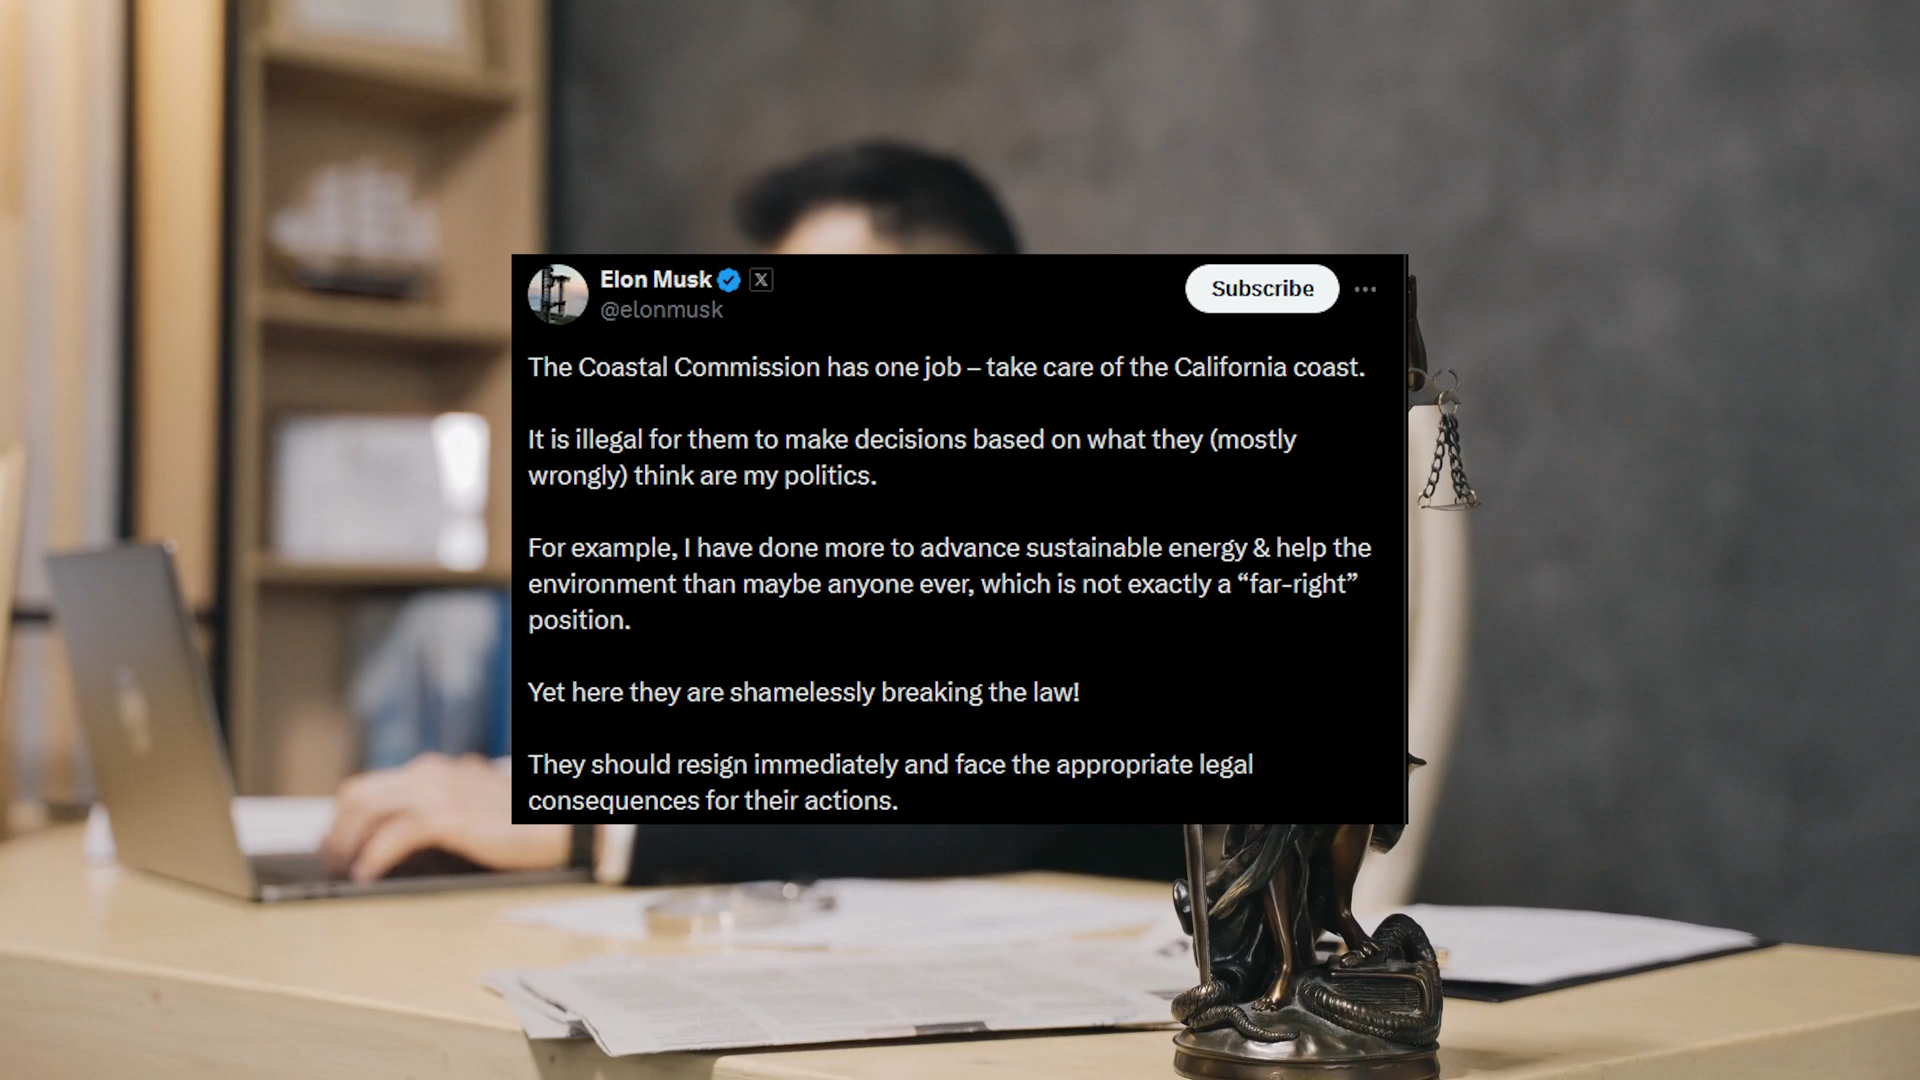 Elon Musk
@elonmusk
Subscribe
The Coastal Commission has one job – take care of the California coast.
It is illegal for them to make decisions based on what they (mostly
wrongly) think are my politics.
For example, I have done more to advance sustainable energy & help the
environment than maybe anyone ever, which is not exactly a “far-right”
position.
Yet here they are shamelessly breaking the law!
They should resign immediately and face the appropriate legal
consequences for their actions.